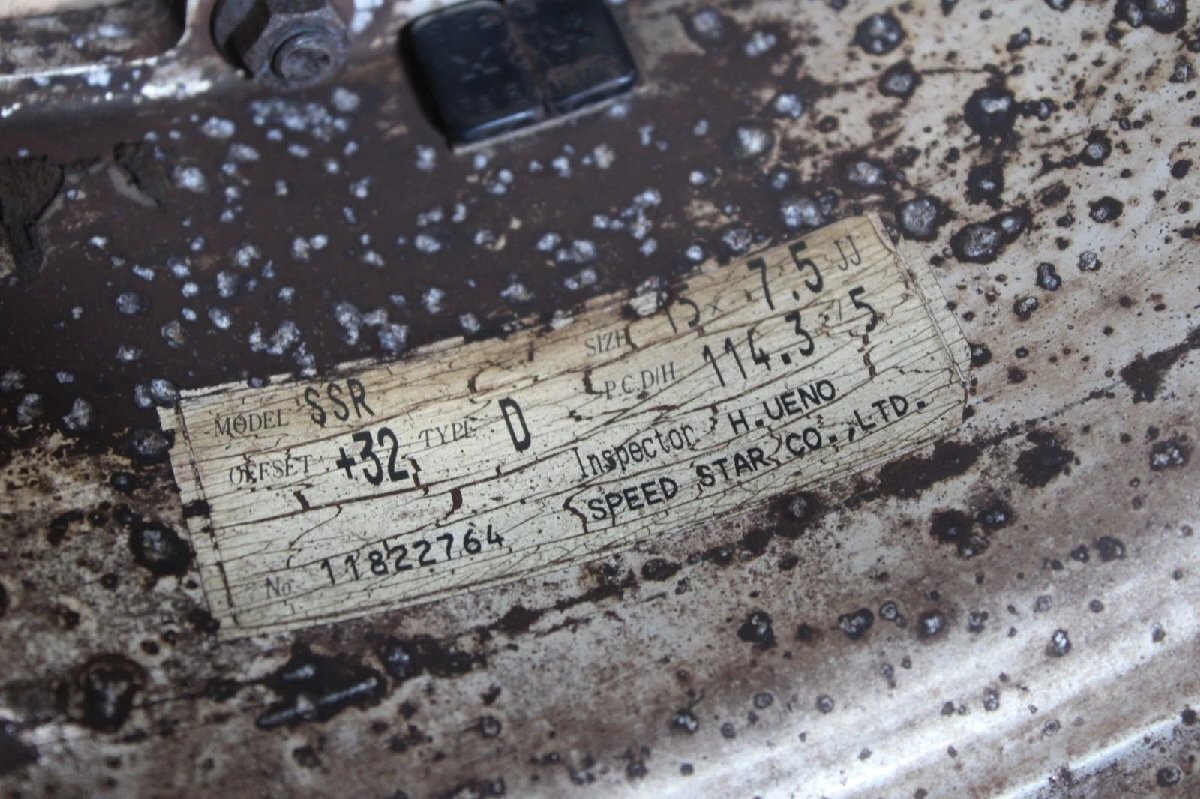 MODEL SSR SIZE 15 x 7.5 JJ
OFFSET +32 TYPE D P.C.D/H 114.3 / 5
Inspector H.UENO
No. 11822764 SPEED STAR CO.,LTD.